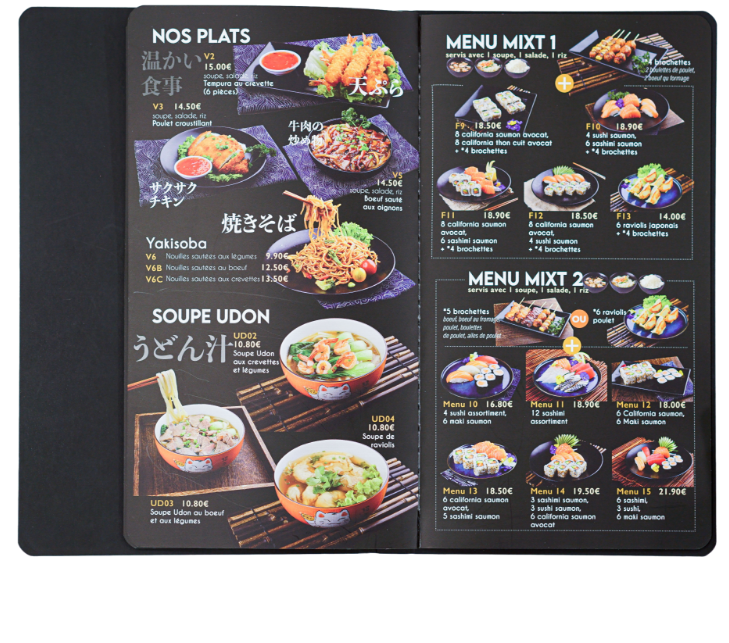 NOS PLATS
温かい
食事
V2
15.00€
soupe, salade, riz
Tempura au crevette
(6 pièces)
天ぷら
V3 14.50€
soupe, salade, riz
Poulet croustillant
サクサク
チキン
牛肉の
炒め物
V5
14.50€
soupe, salade, riz
Boeuf sauté
aux oignons
焼きそば
Yakisoba
V6 Nouilles sautées aux légumes 9.90€
V6B Nouilles sautées au boeuf 12.50€
V6C Nouilles sautées aux crevettes 13.50€
SOUPE UDON
うどん汁
UD02
10.80€
Soupe Udon
aux crevettes
et légumes
UD04
10.80€
Soupe de
raviolis
UD03 10.80€
Soupe Udon au boeuf
et aux légumes
MENU MIXT 1
servis avec 1 soupe, 1 salade, 1 riz
+
*4 brochettes
2 boulettes de poulet,
2 boeuf au fromage
F9 18.50€
8 california saumon avocat,
8 california thon cuit avocat
+ *4 brochettes
F10 18.90€
4 sushi saumon,
6 sashimi saumon
+ *4 brochettes
F11 18.90€
8 california saumon
avocat,
6 sashimi saumon
+ *4 brochettes
F12 18.50€
8 california saumon
avocat,
4 sushi saumon
+ *4 brochettes
F13 14.00€
6 raviolis japonais
+ *4 brochettes
MENU MIXT 2
servis avec 1 soupe, 1 salade, 1 riz
*5 brochettes
boeuf, boeuf au fromage,
poulet, boulettes
de poulet, ailes de poulet
OU
*6 raviolis
poulet
+
Menu 10 16.80€
4 sushi assortiment,
6 maki saumon
Menu 11 18.90€
12 sashimi
assortiment
Menu 12 18.00€
6 California saumon,
6 Maki saumon
Menu 13 18.50€
6 california saumon
avocat,
5 sashimi saumon
Menu 14 19.50€
3 sashimi saumon,
3 sushi saumon,
6 california saumon
avocat
Menu 15 21.90€
6 sashimi,
3 sushi,
6 maki saumon